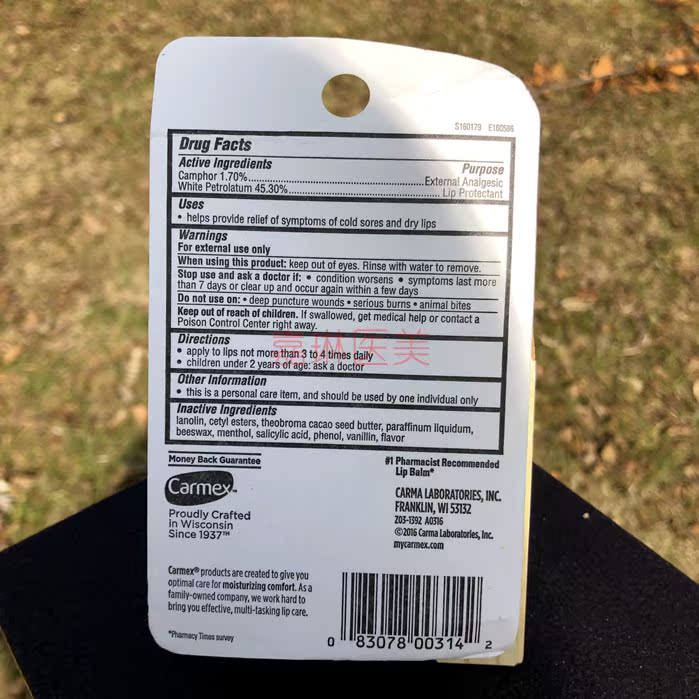 S160179 E160586
Drug Facts
Active Ingredients Purpose
Camphor 1.70%..........External Analgesic
White Petrolatum 45.30%..........Lip Protectant
Uses
• helps provide relief of symptoms of cold sores and dry lips
Warnings
For external use only
When using this product: keep out of eyes. Rinse with water to remove.
Stop use and ask a doctor if: • condition worsens • symptoms last more
than 7 days or clear up and occur again within a few days
Do not use on: • deep puncture wounds • serious burns • animal bites
Keep out of reach of children. If swallowed, get medical help or contact a
Poison Control Center right away.
嘉琳医美
Directions
• apply to lips not more than 3 to 4 times daily
• children under 2 years of age: ask a doctor
Other Information
• this is a personal care item, and should be used by one individual only
Inactive Ingredients
lanolin, cetyl esters, theobroma cacao seed butter, paraffinum liquidum,
beeswax, menthol, salicylic acid, phenol, vanillin, flavor
Money Back Guarantee
Carmex™
Proudly Crafted
in Wisconsin
Since 1937™
#1 Pharmacist Recommended
Lip Balm*
CARMA LABORATORIES, INC.
FRANKLIN, WI 53132
Z03-1392 A0316
©2016 Carma Laboratories, Inc.
mycarmex.com
Carmex® products are created to give you
optimal care for moisturizing comfort. As a
family-owned company, we work hard to
bring you effective, multi-tasking lip care.
*Pharmacy Times survey
0 83078 00314 2